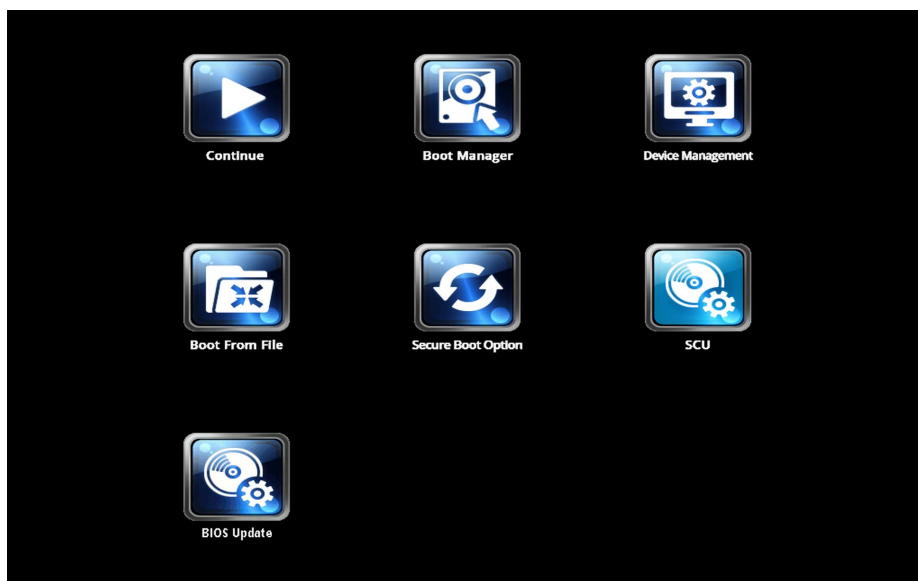 Continue
Boot Manager
Device Management
Boot From File
Secure Boot Option
SCU
BIOS Update